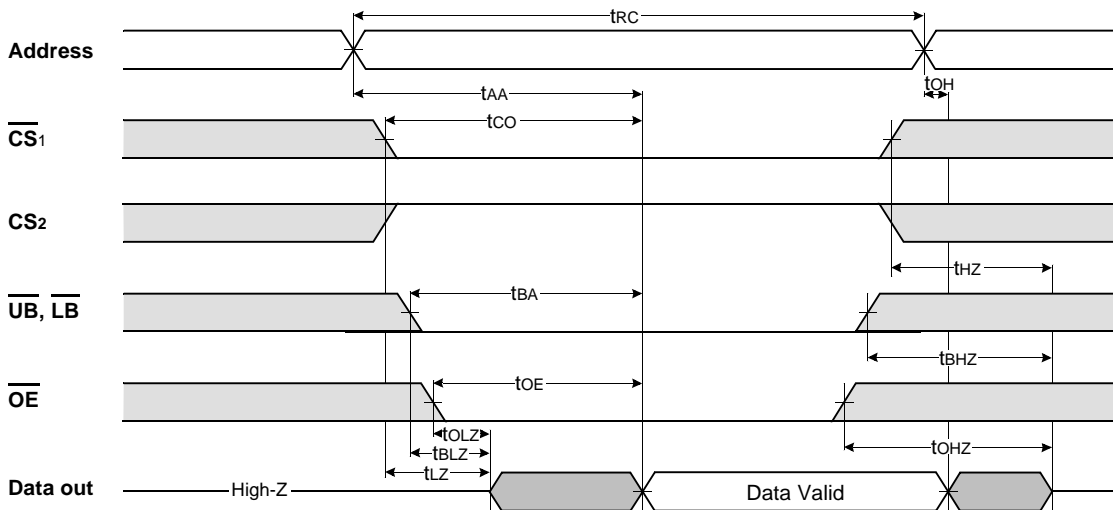 tRC
Address
tOH
tAA
tCO
CS1
CS2
tHZ
tBA
UB, LB
tBHZ
tOE
OE
tOLZ
tBLZ
tOHZ
tLZ
Data out
High-Z
Data Valid